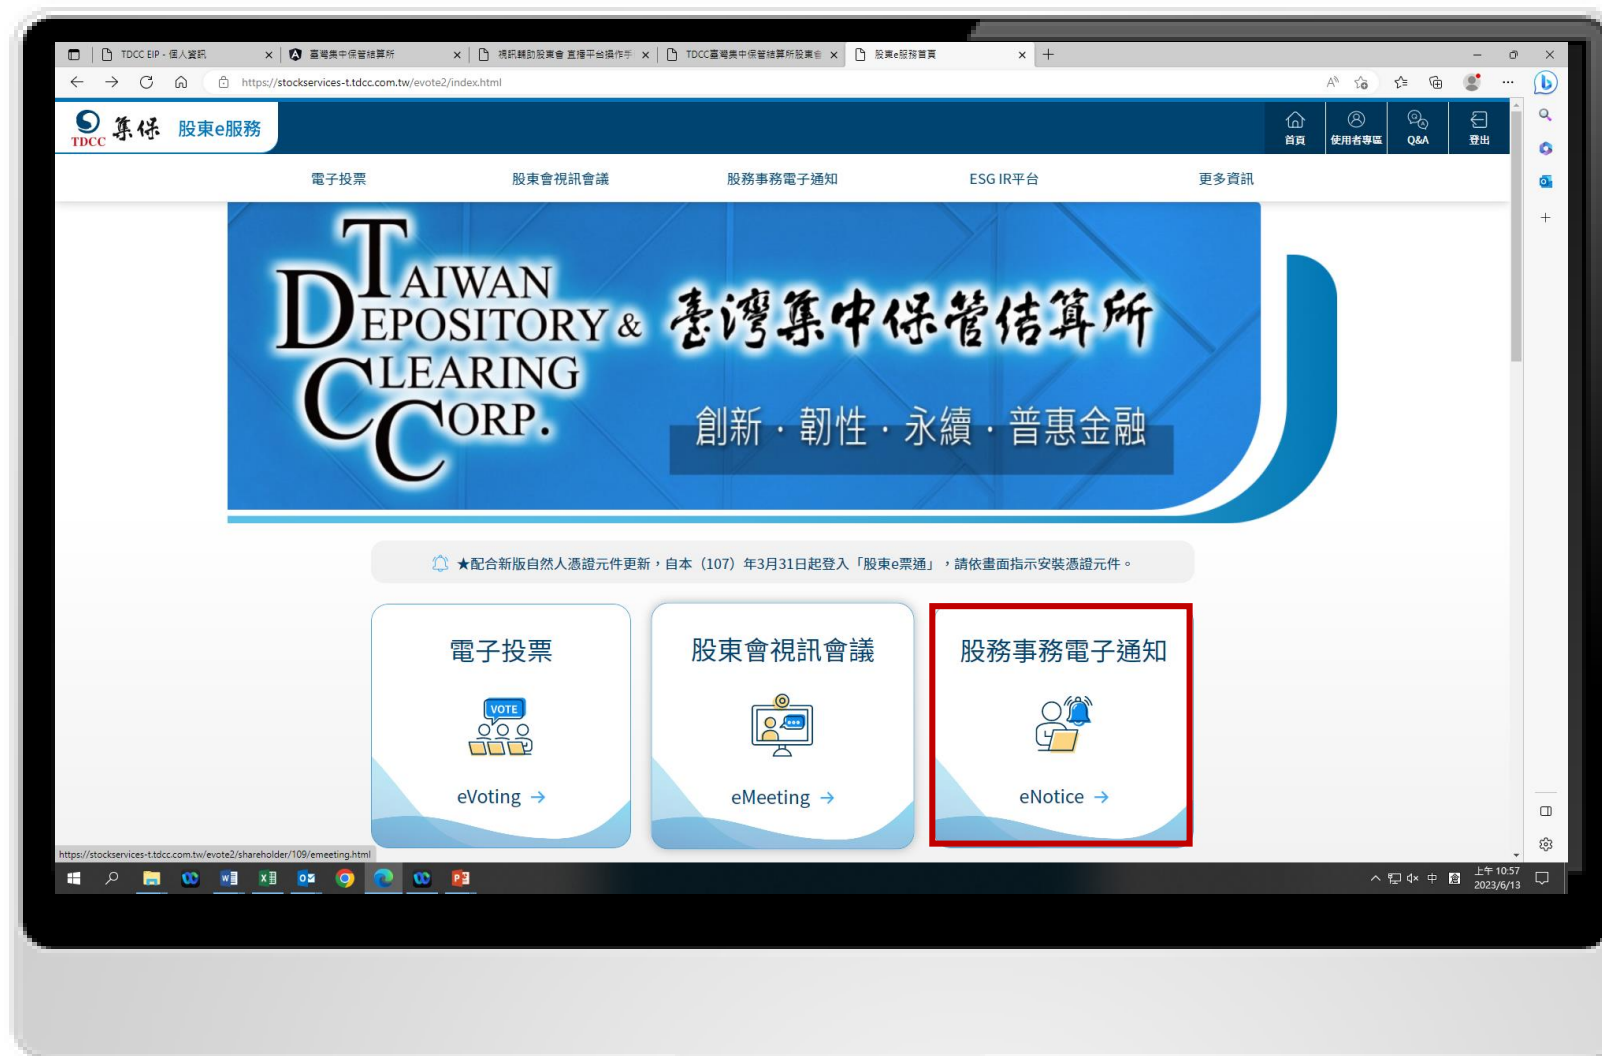 TDCC EIP - 個人資訊
臺灣集中保管結算所
視訊輔助股東會 直播平台操作手
TDCC臺灣集中保管結算所股東會
股東e服務首頁
https://stockservices-t.tdcc.com.tw/evote2/index.html
TDCC 集保 股東e服務
首頁
使用者專區
Q&A
登出
電子投票
股東會視訊會議
股務事務電子通知
ESG IR平台
更多資訊
TAIWAN
DEPOSITORY &
CLEARING
CORP.
臺灣集中保管結算所
創新．韌性．永續．普惠金融
★配合新版自然人憑證元件更新，自本（107）年3月31日起登入「股東e票通」，請依畫面指示安裝憑證元件。
電子投票
VOTE
eVoting →
股東會視訊會議
eMeeting →
股務事務電子通知
eNotice →
https://stockservices-t.tdcc.com.tw/evote2/shareholder/109/emeeting.html
中
上午 10:57
2023/6/13